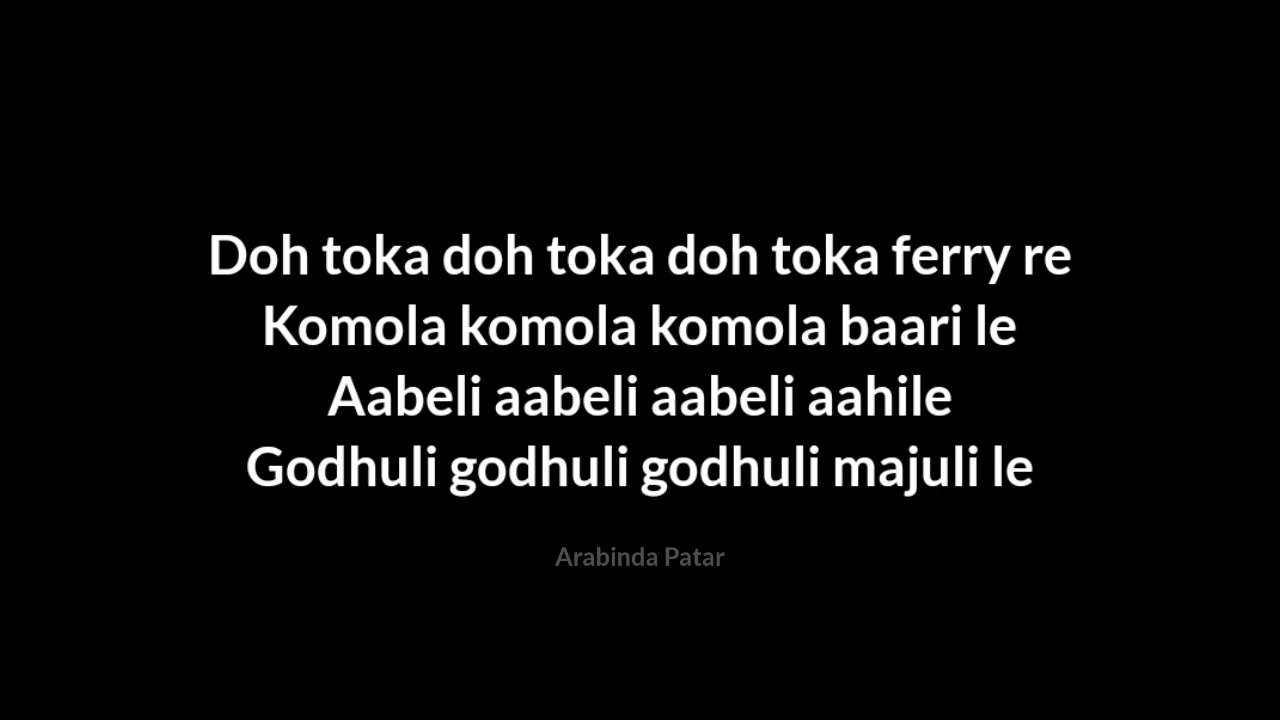 Doh toka doh toka doh toka ferry re
Komola komola komola baari le
Aabeli aabeli aabeli aahile
Godhuli godhuli godhuli majuli le
Arabinda Patar